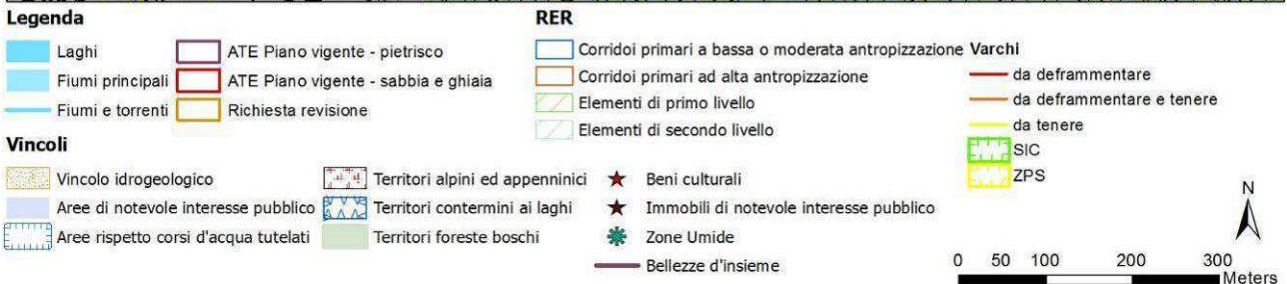 Legenda
Laghi
Fiumi principali
Fiumi e torrenti
ATE Piano vigente - pietrisco
ATE Piano vigente - sabbia e ghiaia
Richiesta revisione
RER
Corridoi primari a bassa o moderata antropizzazione
Corridoi primari ad alta antropizzazione
Elementi di primo livello
Elementi di secondo livello
Varchi
da deframmentare
da deframmentare e tenere
da tenere
SIC
ZPS
Vincoli
Vincolo idrogeologico
Aree di notevole interesse pubblico
Aree rispetto corsi d'acqua tutelati
Territori alpini ed appenninici
Territori contermini ai laghi
Territori foreste boschi
Beni culturali
Immobili di notevole interesse pubblico
Zone Umide
Bellezze d'insieme
N
0 50 100 200 300
Meters